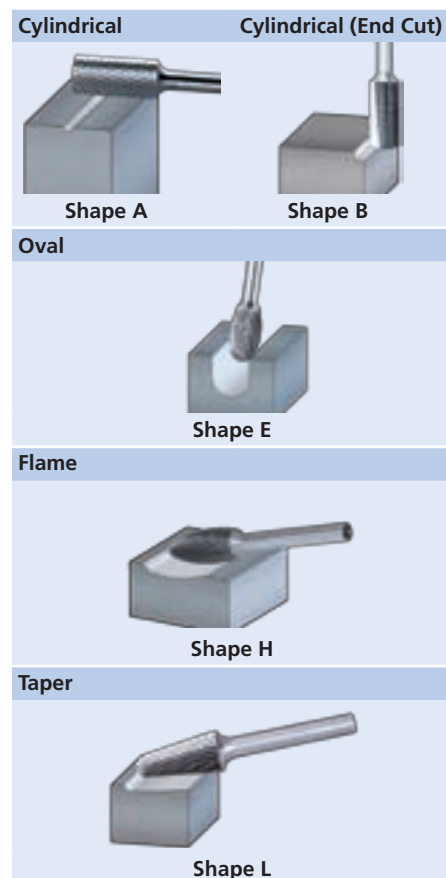 Cylindrical Cylindrical (End Cut)
Shape A Shape B
Oval
Shape E
Flame
Shape H
Taper
Shape L